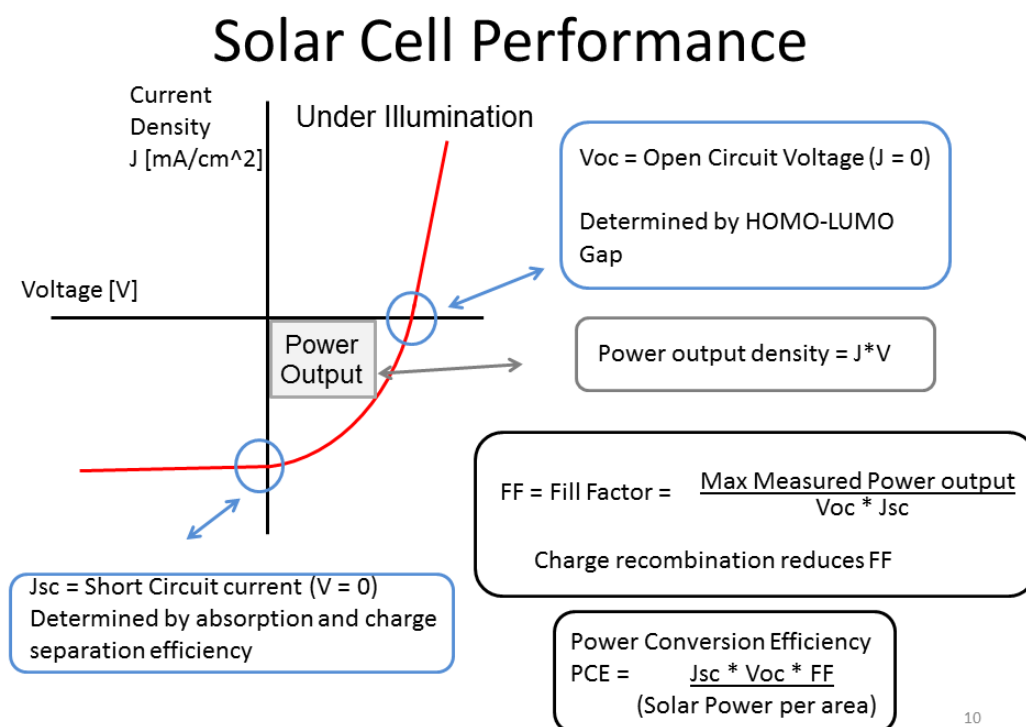 Solar Cell Performance
Current
Density
J [mA/cm^2]
Under Illumination
Voc = Open Circuit Voltage (J = 0)
Determined by HOMO-LUMO
Gap
Voltage [V]
Power
Output
Power output density = J*V
FF = Fill Factor = Max Measured Power output
Voc * Jsc
Charge recombination reduces FF
Jsc = Short Circuit current (V = 0)
Determined by absorption and charge
separation efficiency
Power Conversion Efficiency
PCE = Jsc * Voc * FF
(Solar Power per area)
10